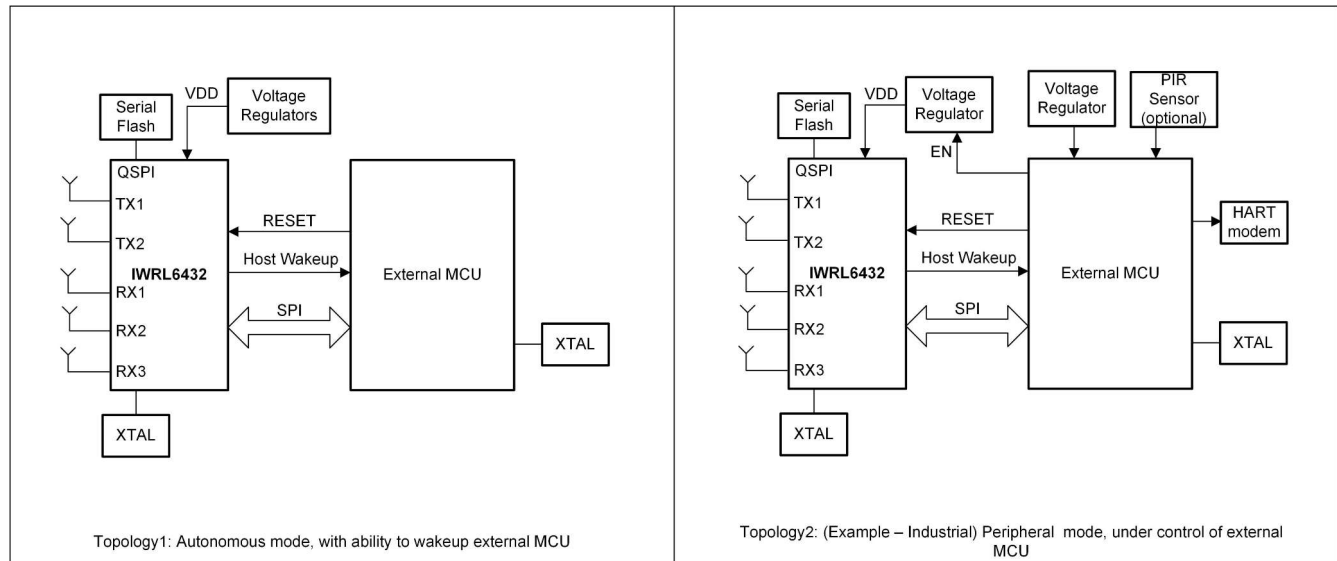 Serial
Flash
VDD
Voltage
Regulators
QSPI
TX1
TX2
IWRL6432
RX1
RX2
RX3
RESET
Host Wakeup
SPI
External MCU
XTAL
XTAL
Topology1: Autonomous mode, with ability to wakeup external MCU
Serial
Flash
VDD
Voltage
Regulator
EN
Voltage
Regulator
PIR
Sensor
(optional)
QSPI
TX1
TX2
IWRL6432
RX1
RX2
RX3
RESET
Host Wakeup
SPI
External MCU
HART
modem
XTAL
XTAL
Topology2: (Example – Industrial) Peripheral mode, under control of external
MCU